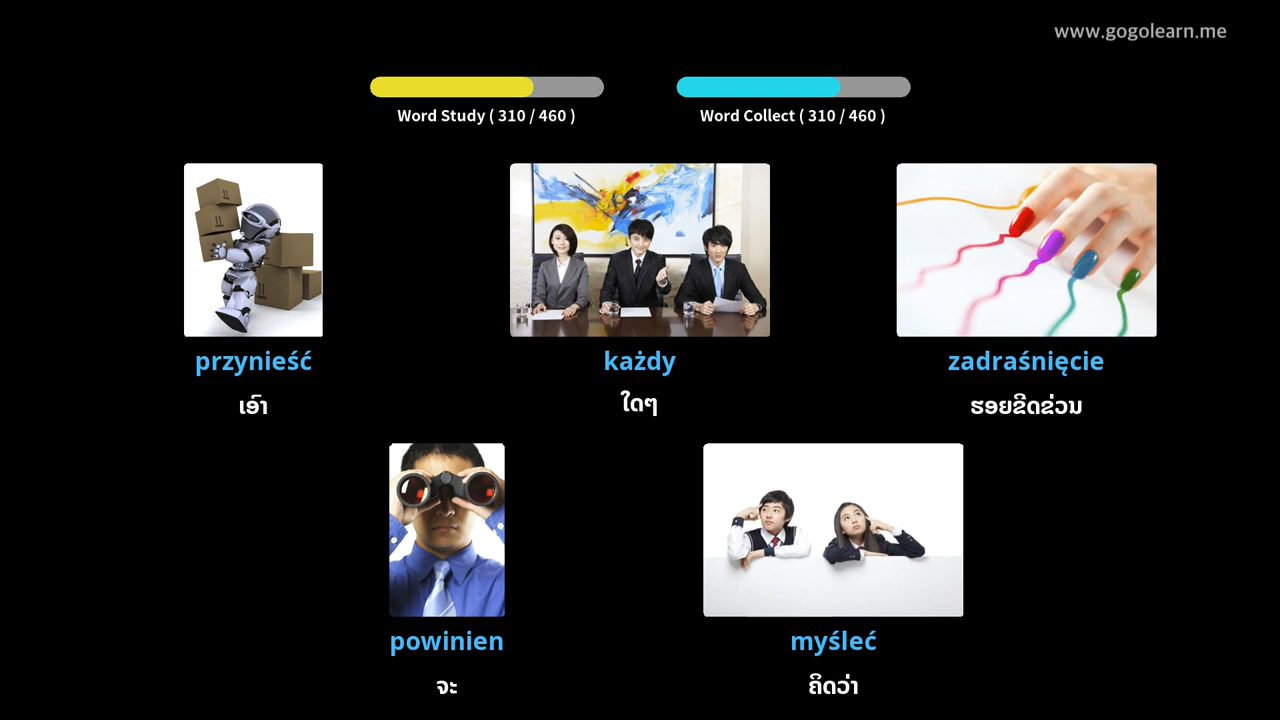 www.gogolearn.me
Word Study ( 310 / 460 )
Word Collect ( 310 / 460 )
przynieść
każdy
zadraśnięcie
ເອົາ
ໃດໆ
ຮອຍຂີດຂ່ວນ
powinien
myśleć
ຈະ
ຄິດວ່າ